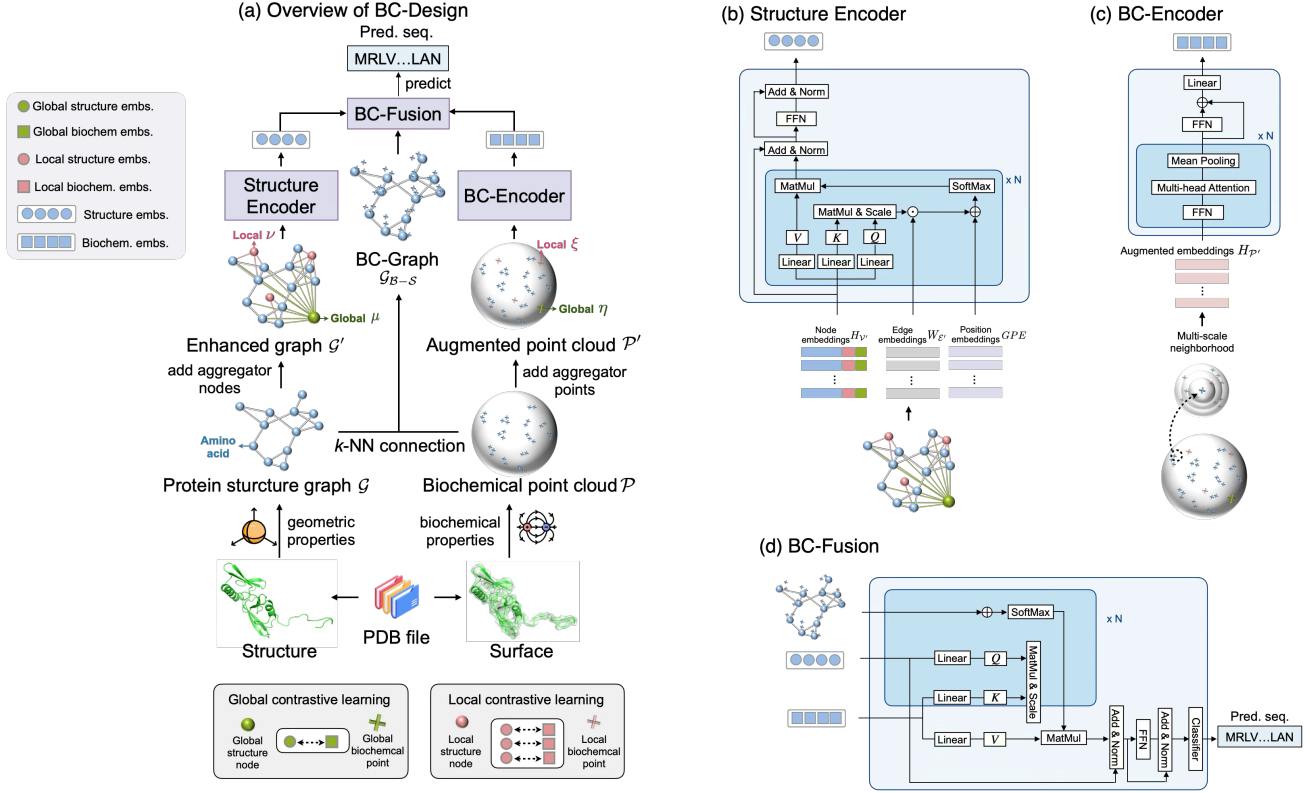 (a) Overview of BC-Design
Pred. seq.
MRLV...LAN
predict
BC-Fusion
Global structure embs.
Global biochem embs.
Local structure embs.
Local biochem. embs.
Structure embs.
Biochem. embs.
Structure
Encoder
BC-Encoder
Local ν
Global μ
BC-Graph
𝒢_{ℬ−𝒮}
Local ξ
Global η
Enhanced graph 𝒢′
Augmented point cloud 𝒫′
add aggregator
nodes
add aggregator
points
Amino
acid
k-NN connection
Protein sturcture graph 𝒢
Biochemical point cloud 𝒫
geometric
properties
biochemical
properties
PDB file
Structure
Surface
Global contrastive learning
Global
structure
node
Global
biochemcal
point
Local contrastive learning
Local
structure
node
Local
biochemcal
point
(b) Structure Encoder
Add & Norm
FFN
Add & Norm
x N
MatMul
SoftMax
MatMul & Scale
V
K
Q
Linear
Linear
Linear
Node
embeddings H_{𝒱′}
Edge
embeddings W_{ℰ′}
Position
embeddings GPE
(c) BC-Encoder
Linear
FFN
x N
Mean Pooling
Multi-head Attention
FFN
Augmented embeddings H_{𝒫′}
Multi-scale
neighborhood
(d) BC-Fusion
SoftMax
x N
Linear
Q
MatMul & Scale
Linear
K
Linear
V
MatMul
Add & Norm
FFN
Add & Norm
Classifier
Pred. seq.
MRLV...LAN